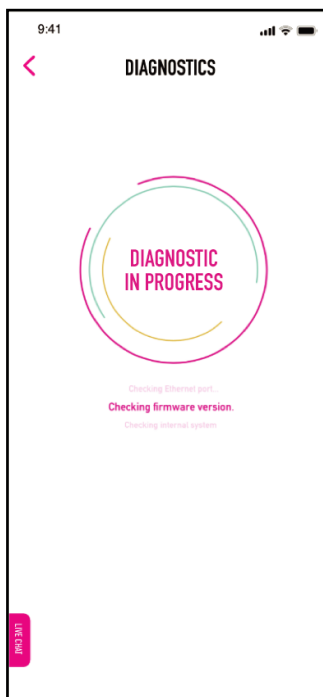 9:41
DIAGNOSTICS
DIAGNOSTIC
IN PROGRESS
Checking Ethernet port...
Checking firmware version.
Checking internal system
LIVE CHAT